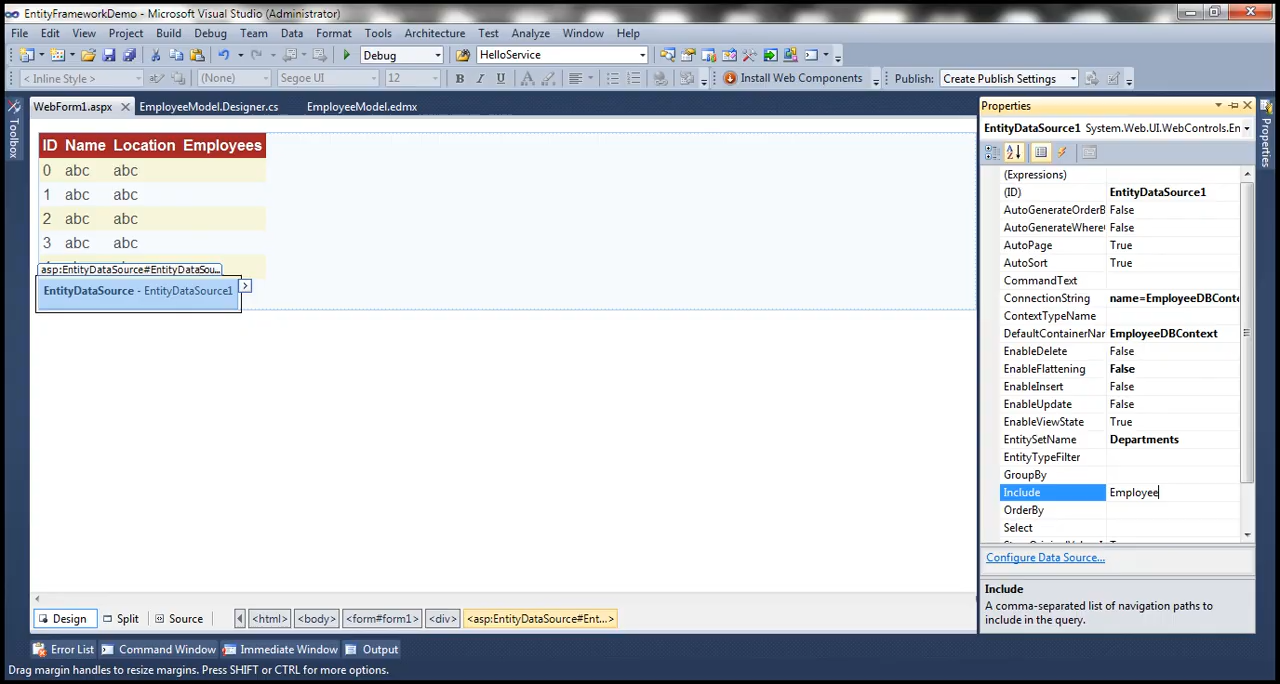 EntityFrameworkDemo - Microsoft Visual Studio (Administrator)
File Edit View Project Build Debug Team Data Format Tools Architecture Test Analyze Window Help
Debug HelloService
< Inline Style > (None) Segoe UI 12 B I U A Install Web Components Publish: Create Publish Settings
WebForm1.aspx EmployeeModel.Designer.cs EmployeeModel.edmx
Toolbox
ID Name Location Employees
0 abc abc
1 abc abc
2 abc abc
3 abc abc
asp:EntityDataSource#EntityDataSou...
EntityDataSource - EntityDataSource1
Properties
EntityDataSource1 System.Web.UI.WebControls.En
(Expressions)
(ID) EntityDataSource1
AutoGenerateOrderB False
AutoGenerateWhere False
AutoPage True
AutoSort True
CommandText
ConnectionString name=EmployeeDBConte
ContextTypeName
DefaultContainerNar EmployeeDBContext
EnableDelete False
EnableFlattening False
EnableInsert False
EnableUpdate False
EnableViewState True
EntitySetName Departments
EntityTypeFilter
GroupBy
Include Employee
OrderBy
Select
Configure Data Source...
Include
A comma-separated list of navigation paths to
include in the query.
Properties
Design Split Source <html> <body> <form#form1> <div> <asp:EntityDataSource#Ent...>
Error List Command Window Immediate Window Output
Drag margin handles to resize margins. Press SHIFT or CTRL for more options.